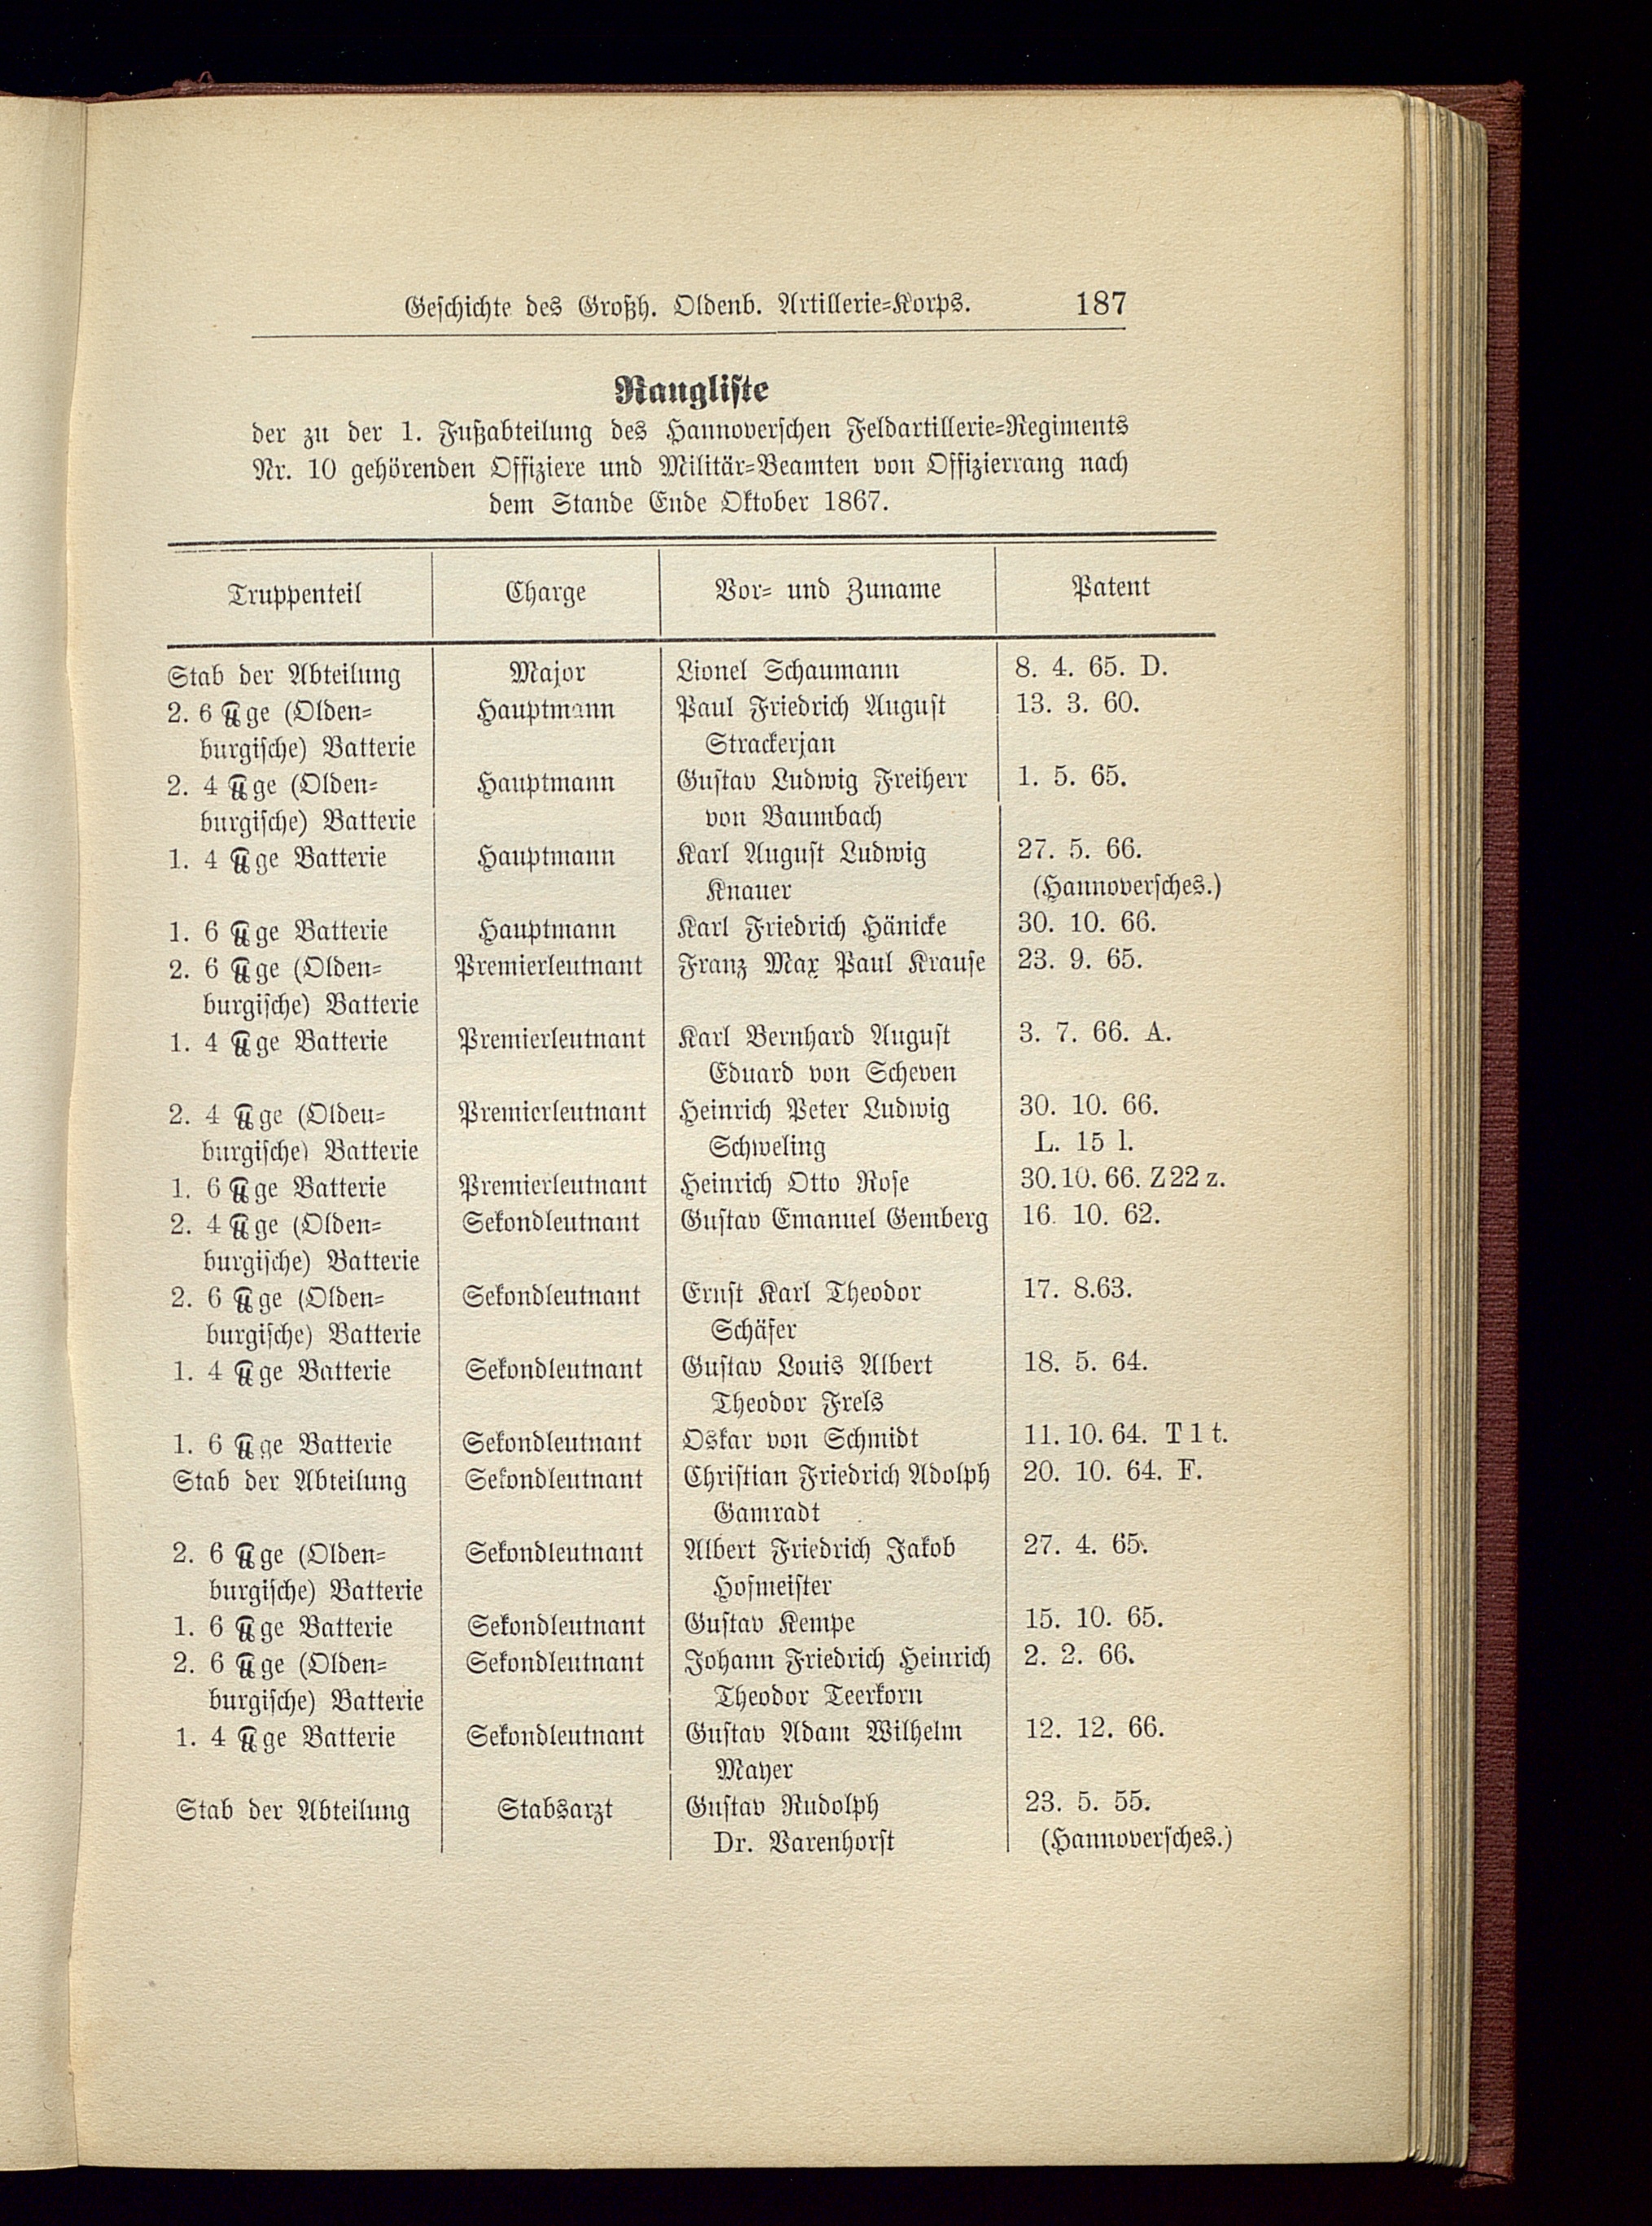 Geschichte des Großh. Oldenb. Artillerie=Korps. 187
Rangliste
der zu der 1. Fußabteilung des Hannoverschen Feldartillerie=Regiments
Nr. 10 gehörenden Offiziere und Militär=Beamten von Offizierrang nach
dem Stande Ende Oktober 1867.
Truppenteil Charge Vor= und Zuname Patent
Stab der Abteilung Major Lionel Schaumann 8. 4. 65. D.
2. 6 ℔ge (Olden= Hauptmann Paul Friedrich August 13. 3. 60.
burgische) Batterie Strackerjan
2. 4 ℔ge (Olden= Hauptmann Gustav Ludwig Freiherr 1. 5. 65.
burgische) Batterie von Baumbach
1. 4 ℔ge Batterie Hauptmann Karl August Ludwig 27. 5. 66.
Knauer (Hannoversches.)
1. 6 ℔ge Batterie Hauptmann Karl Friedrich Hänicke 30. 10. 66.
2. 6 ℔ge (Olden= Premierleutnant Franz Max Paul Krause 23. 9. 65.
burgische) Batterie
1. 4 ℔ge Batterie Premierleutnant Karl Bernhard August 3. 7. 66. A.
Eduard von Scheven
2. 4 ℔ge (Olden= Premierleutnant Heinrich Peter Ludwig 30. 10. 66.
burgische) Batterie Schweling L. 15 l.
1. 6 ℔ge Batterie Premierleutnant Heinrich Otto Rose 30. 10. 66. Z 22 z.
2. 4 ℔ge (Olden= Sekondleutnant Gustav Emanuel Gemberg 16. 10. 62.
burgische) Batterie
2. 6 ℔ge (Olden= Sekondleutnant Ernst Karl Theodor 17. 8.63.
burgische) Batterie Schäfer
1. 4 ℔ge Batterie Sekondleutnant Gustav Louis Albert 18. 5. 64.
Theodor Frels
1. 6 ℔ge Batterie Sekondleutnant Oskar von Schmidt 11. 10. 64. T 1 t.
Stab der Abteilung Sekondleutnant Christian Friedrich Adolph 20. 10. 64. F.
Gamradt
2. 6 ℔ge (Olden= Sekondleutnant Albert Friedrich Jakob 27. 4. 65.
burgische) Batterie Hofmeister
1. 6 ℔ge Batterie Sekondleutnant Gustav Kempe 15. 10. 65.
2. 6 ℔ge (Olden= Sekondleutnant Johann Friedrich Heinrich 2. 2. 66.
burgische) Batterie Theodor Teerkorn
1. 4 ℔ge Batterie Sekondleutnant Gustav Adam Wilhelm 12. 12. 66.
Mayer
Stab der Abteilung Stabsarzt Gustav Rudolph 23. 5. 55.
Dr. Varenhorst (Hannoversches.)